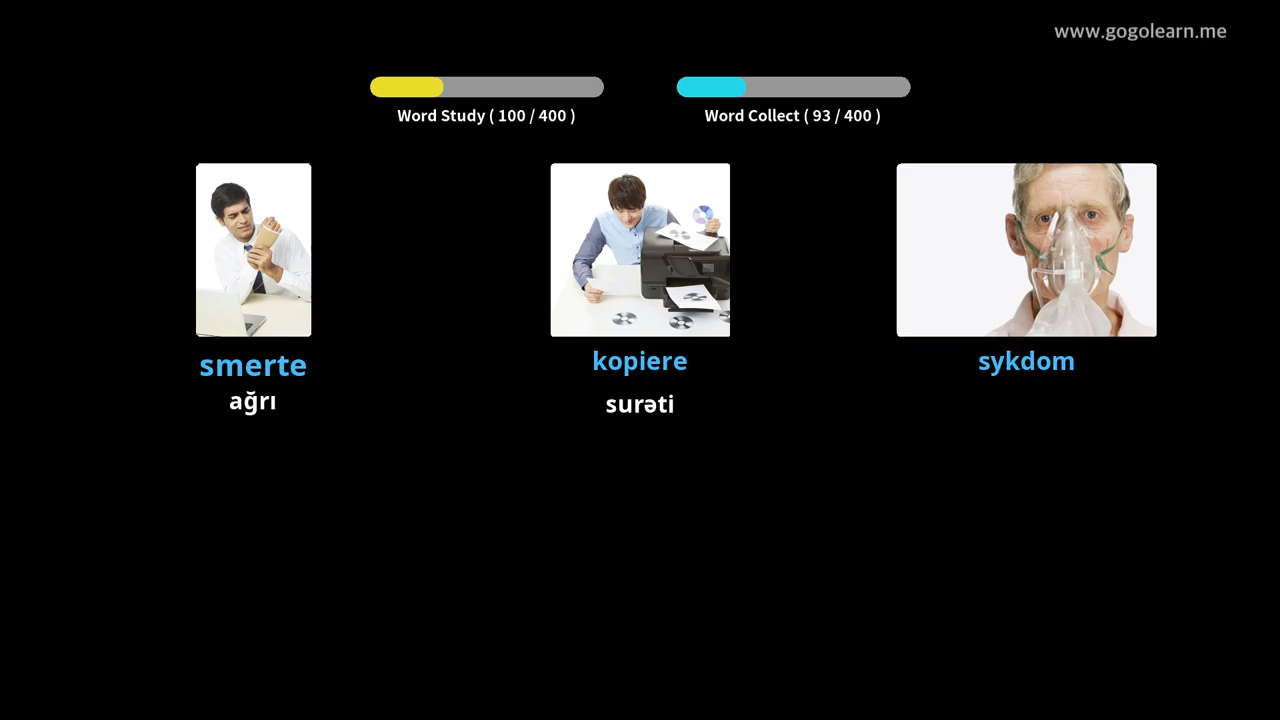 www.gogolearn.me
Word Study ( 100 / 400 )
Word Collect ( 93 / 400 )
smerte
kopiere
sykdom
ağrı
surəti